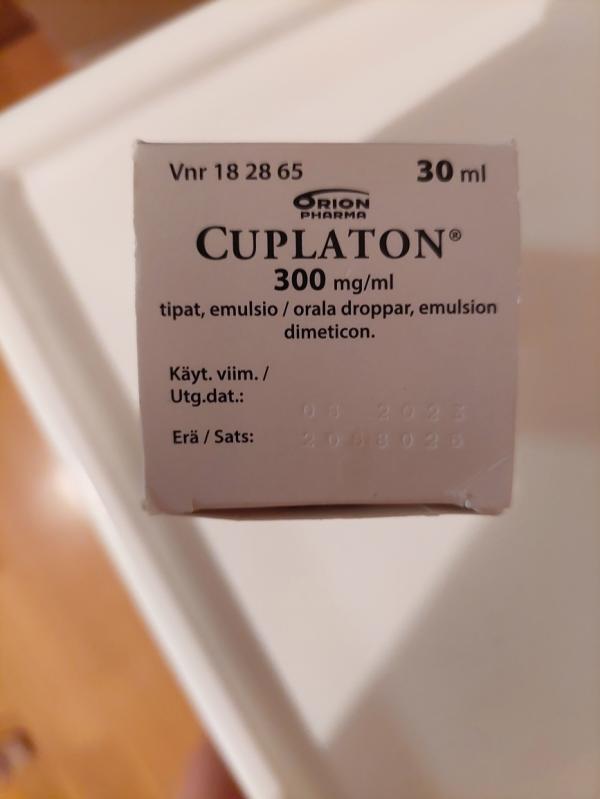 Vnr 18 28 65 30 ml
ORION
PHARMA
CUPLATON®
300 mg/ml
tipat, emulsio / orala droppar, emulsion
dimeticon.
Käyt. viim. /
Utg.dat.: 2023
Erä / Sats: